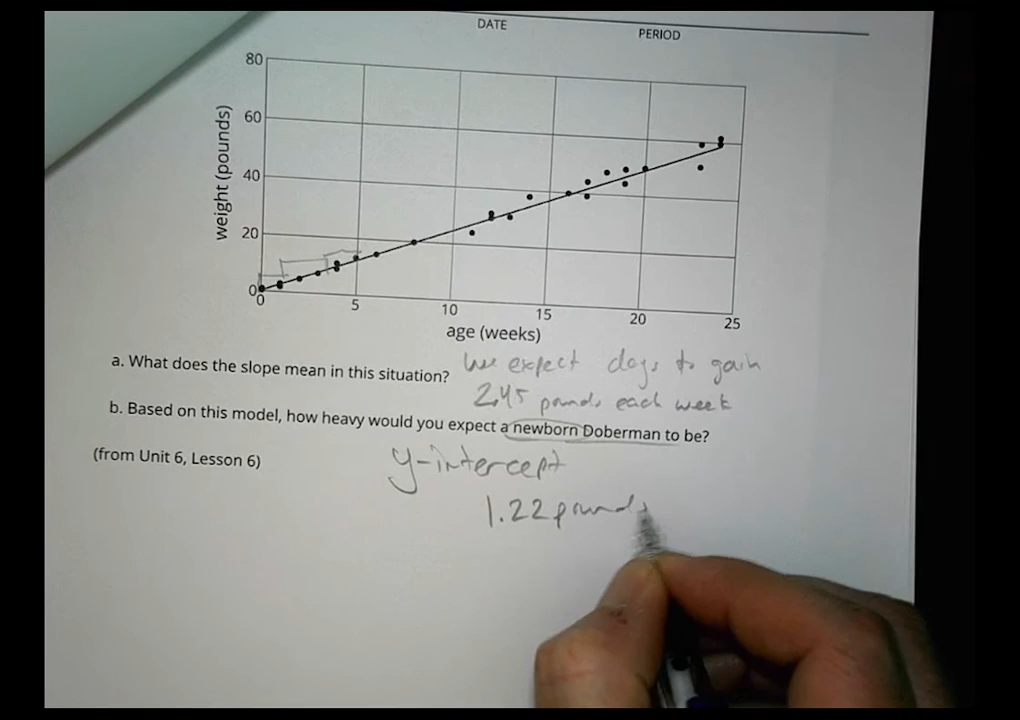 DATE
PERIOD
80
60
40
20
0
weight (pounds)
0 5 10 15 20 25
age (weeks)
a. What does the slope mean in this situation?
we expect dogs to gain
2.45 pounds each week
b. Based on this model, how heavy would you expect a newborn Doberman to be?
(from Unit 6, Lesson 6)
y-intercept
1.22 pounds